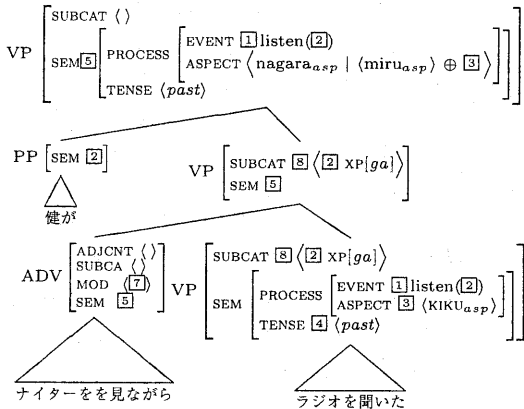 SUBCAT ⟨ ⟩
VP
SEM 5
PROCESS
EVENT 1 listen(2)
ASPECT ⟨nagara_asp | ⟨miru_asp⟩ ⊕ 3⟩
TENSE ⟨past⟩
PP [SEM 2]
健が
VP
SUBCAT 8 ⟨2 XP[ga]⟩
SEM 5
ADV
ADJCNT ⟨ ⟩
SUBCA ⟨ ⟩
MOD ⟨7⟩
SEM 5
ナイターをを見ながら
VP
SUBCAT 8 ⟨2 XP[ga]⟩
SEM
PROCESS
EVENT 1 listen(2)
ASPECT 3 ⟨KIKU_asp⟩
TENSE 4 ⟨past⟩
ラジオを聞いた